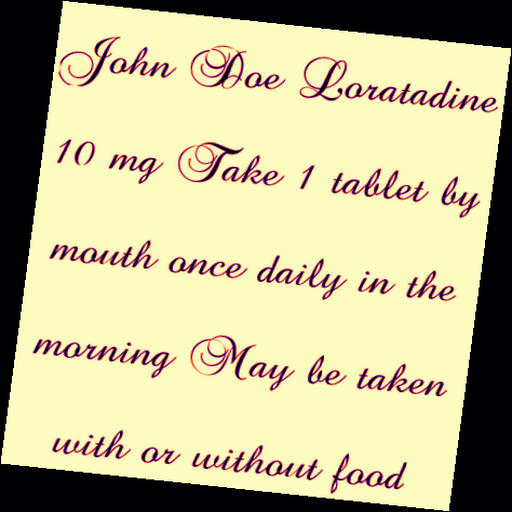 John Doe Loratadine
10 mg Take 1 tablet by
mouth once daily in the
morning May be taken
with or without food